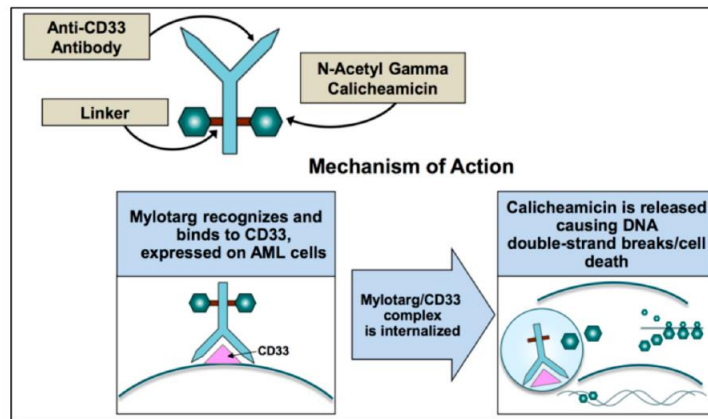 Anti-CD33
Antibody
N-Acetyl Gamma
Calicheamicin
Linker
Mechanism of Action
Mylotarg recognizes and
binds to CD33,
expressed on AML cells
CD33
Mylotarg/CD33
complex
is internalized
Calicheamicin is released
causing DNA
double-strand breaks/cell
death